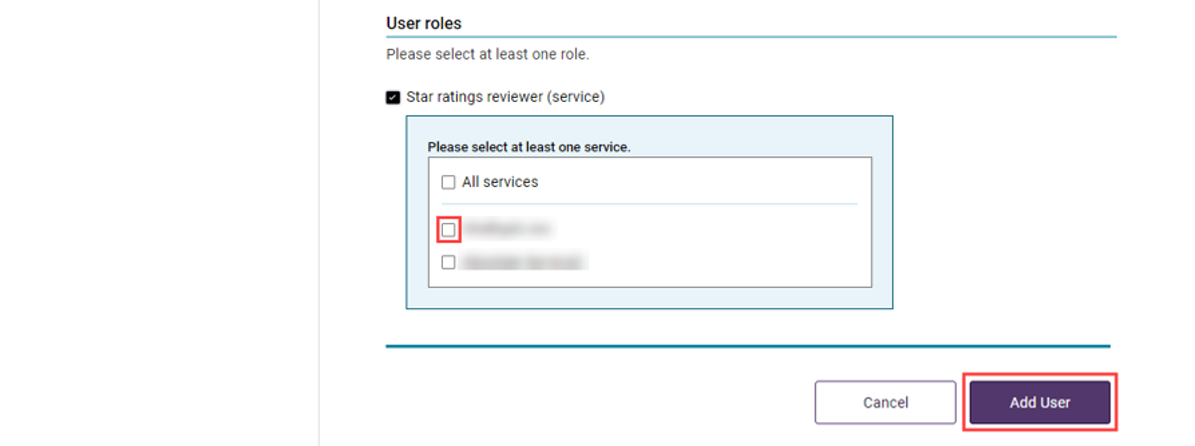 User roles
Please select at least one role.
Star ratings reviewer (service)
Please select at least one service.
All services
Cancel
Add User